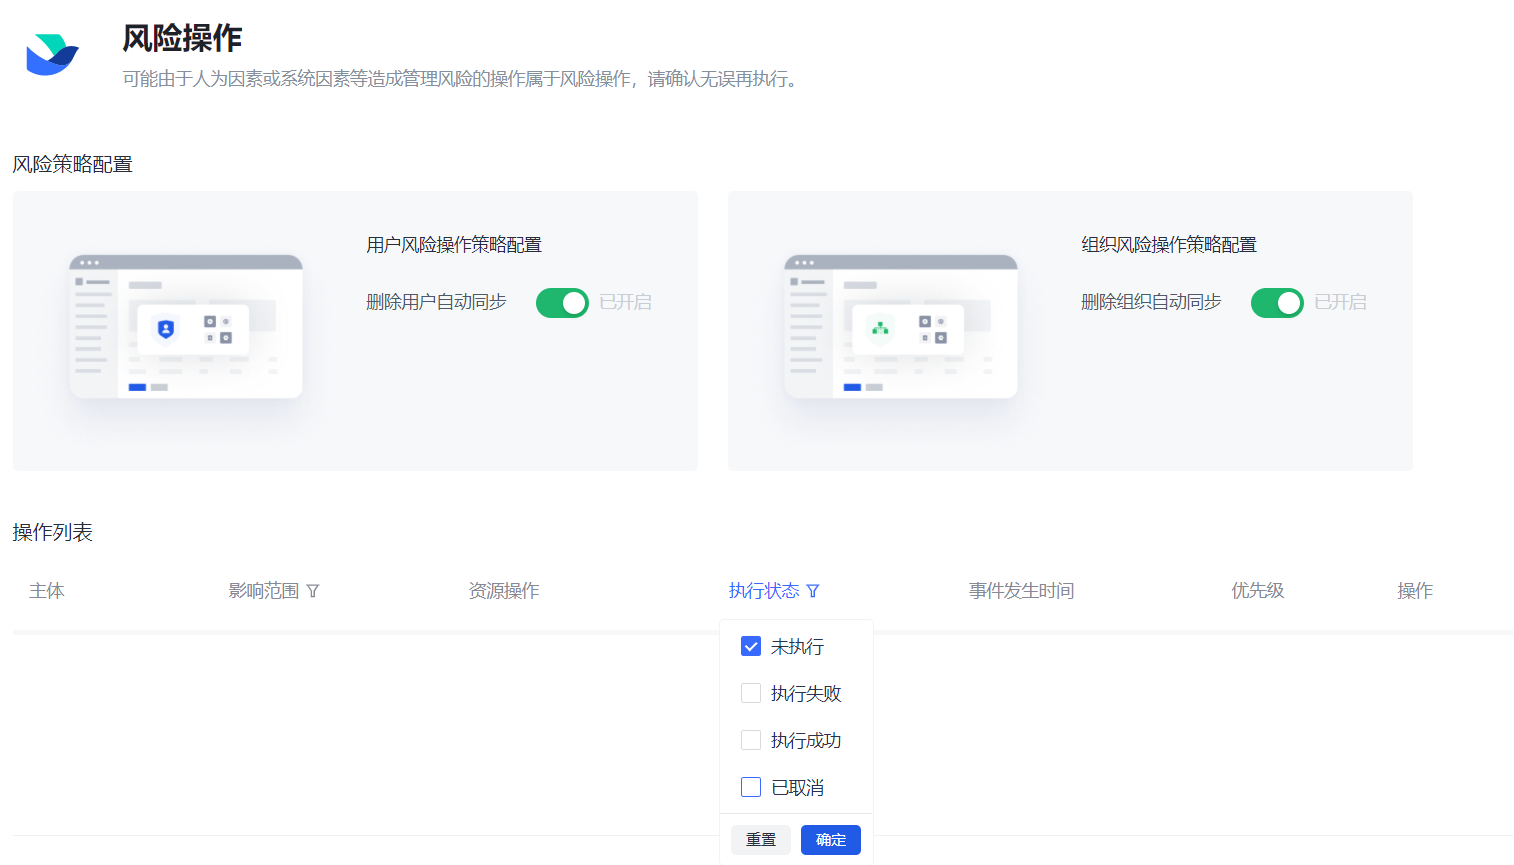 风险操作
可能由于人为因素或系统因素等造成管理风险的操作属于风险操作，请确认无误再执行。
风险策略配置
用户风险操作策略配置
删除用户自动同步 已开启
组织风险操作策略配置
删除组织自动同步 已开启
操作列表
主体 影响范围 资源操作 执行状态 事件发生时间 优先级 操作
未执行
执行失败
执行成功
已取消
重置 确定